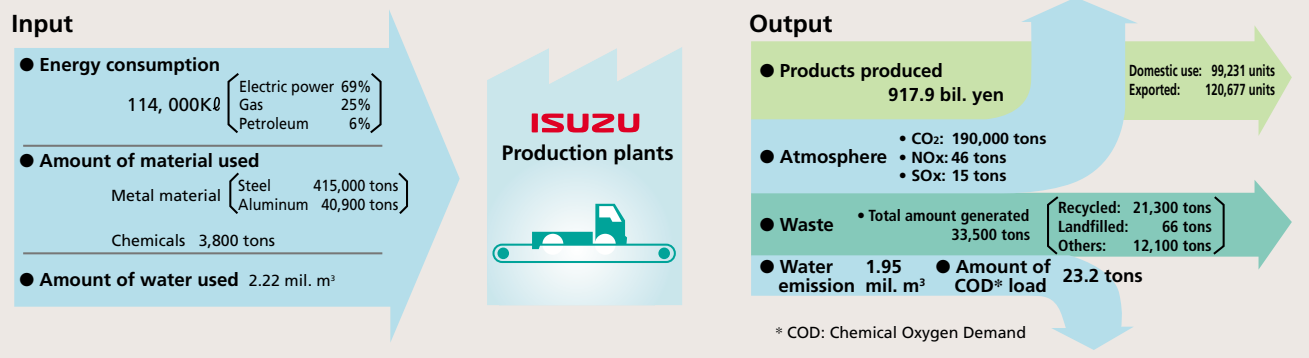 Input
● Energy consumption
114, 000Kℓ
Electric power 69%
Gas 25%
Petroleum 6%
● Amount of material used
Metal material
Steel 415,000 tons
Aluminum 40,900 tons
Chemicals 3,800 tons
● Amount of water used 2.22 mil. m³
ISUZU
Production plants
Output
● Products produced
917.9 bil. yen
Domestic use: 99,231 units
Exported: 120,677 units
● Atmosphere
• CO₂: 190,000 tons
• NOx: 46 tons
• SOx: 15 tons
● Waste
• Total amount generated
33,500 tons
Recycled: 21,300 tons
Landfilled: 66 tons
Others: 12,100 tons
● Water emission
1.95 mil. m³
● Amount of COD* load
23.2 tons
* COD: Chemical Oxygen Demand